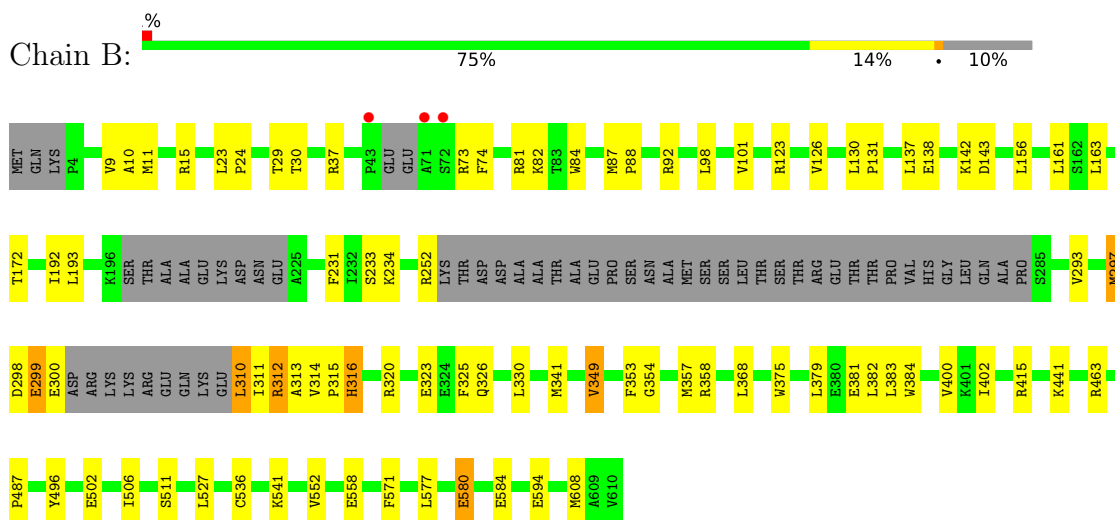 .%
Chain B:
75% 14% • 10%
MET GLN LYS P4 V9 A10 M11 R15 L23 P24 T29 T30 R37 P43 GLU GLU A71 S72 R73 F74 R81 K82 T83 W84 M87 P88 R92 L98 V101 R123 V126 L130 P131 L137 E138 K142 D143 L156 L161 S162 L163
T172 I192 L193 K196 SER THR ALA ALA GLU LYS ASP ASN GLU A225 F231 I232 S233 K234 R252 LYS THR ASP ASP ALA ALA THR ALA GLU PRO SER ASN ALA MET SER SER LEU THR SER THR ARG GLU THR THR PRO VAL HIS GLY LEU GLN ALA PRO S285 V293 M297
D298 E299 E300 ASP ARG LYS LYS ARG GLU GLN LYS GLU L310 I311 R312 A313 V314 P315 H316 R320 E323 E324 F325 Q326 L330 M341 V349 F353 G354 M357 R358 L368 W375 L379 E380 E381 L382 L383 W384 V400 K401 I402 R415 K441 R463
P487 Y496 E502 I506 S511 L527 C536 K541 V552 E558 F571 L577 E580 E584 E594 M608 A609 V610